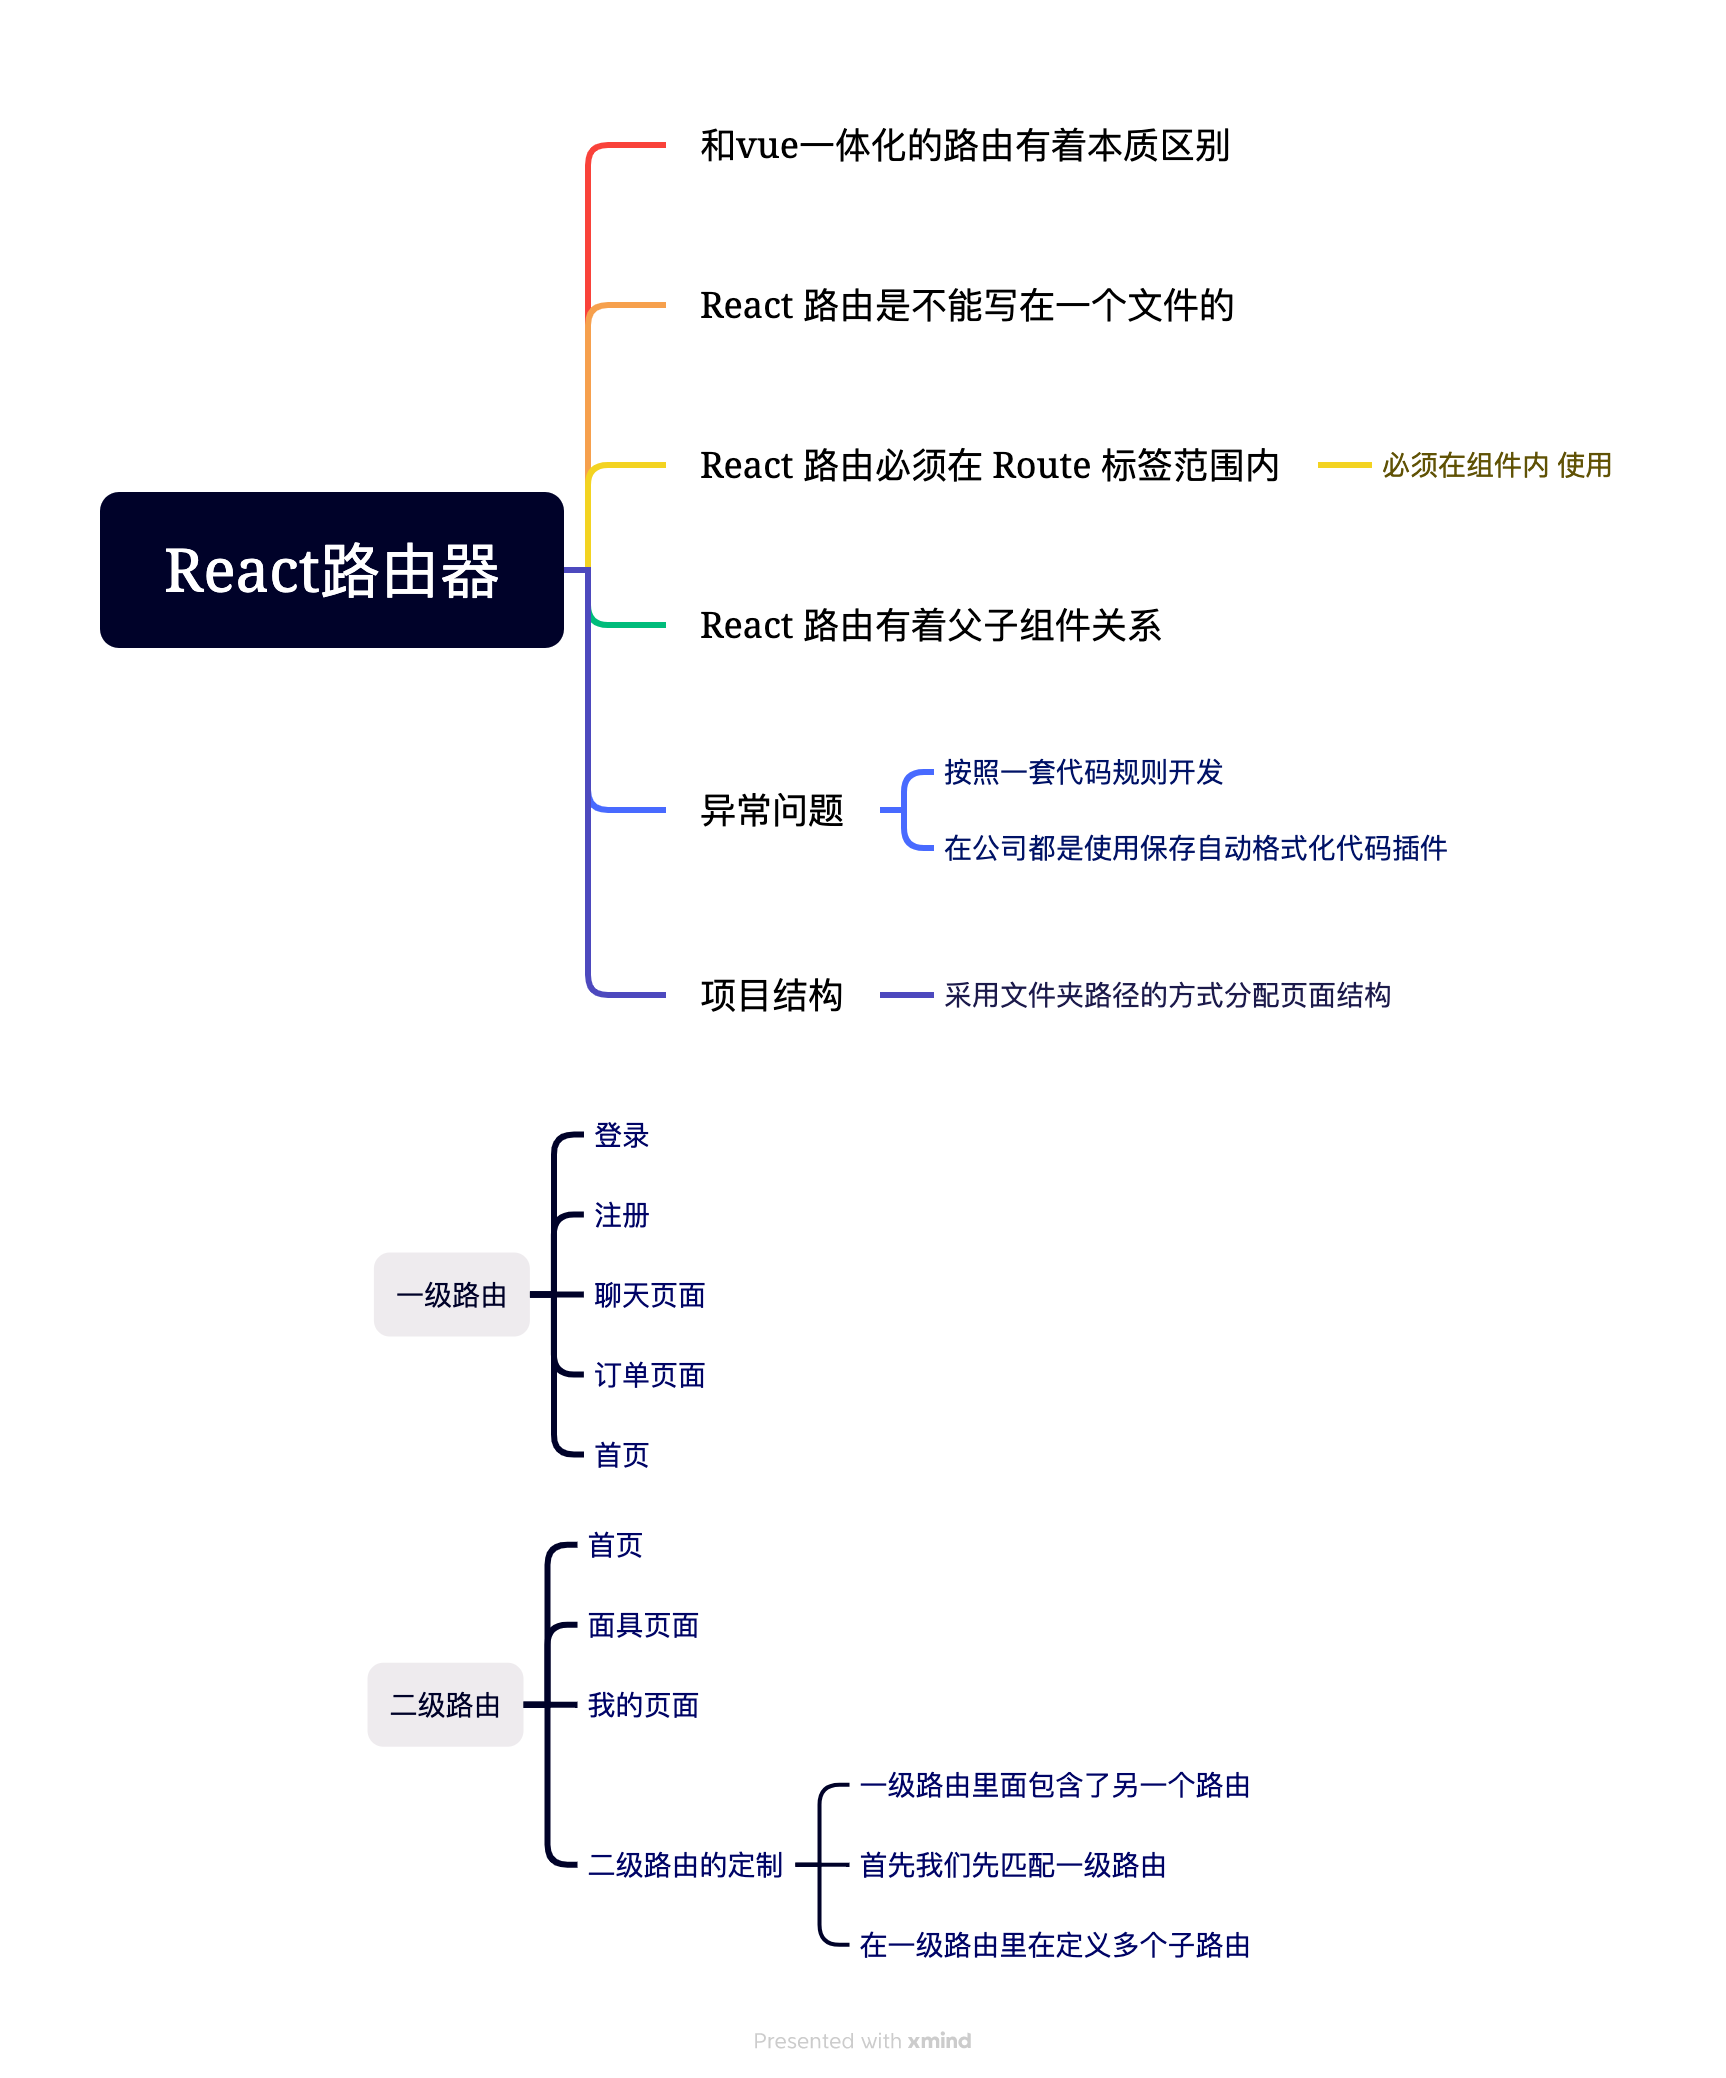 和vue一体化的路由有着本质区别
React 路由是不能写在一个文件的
React 路由必须在 Route 标签范围内
必须在组件内 使用
React路由器
React 路由有着父子组件关系
按照一套代码规则开发
异常问题
在公司都是使用保存自动格式化代码插件
项目结构
采用文件夹路径的方式分配页面结构
登录
注册
一级路由
聊天页面
订单页面
首页
首页
面具页面
二级路由
我的页面
一级路由里面包含了另一个路由
二级路由的定制
首先我们先匹配一级路由
在一级路由里在定义多个子路由
Presented with xmind